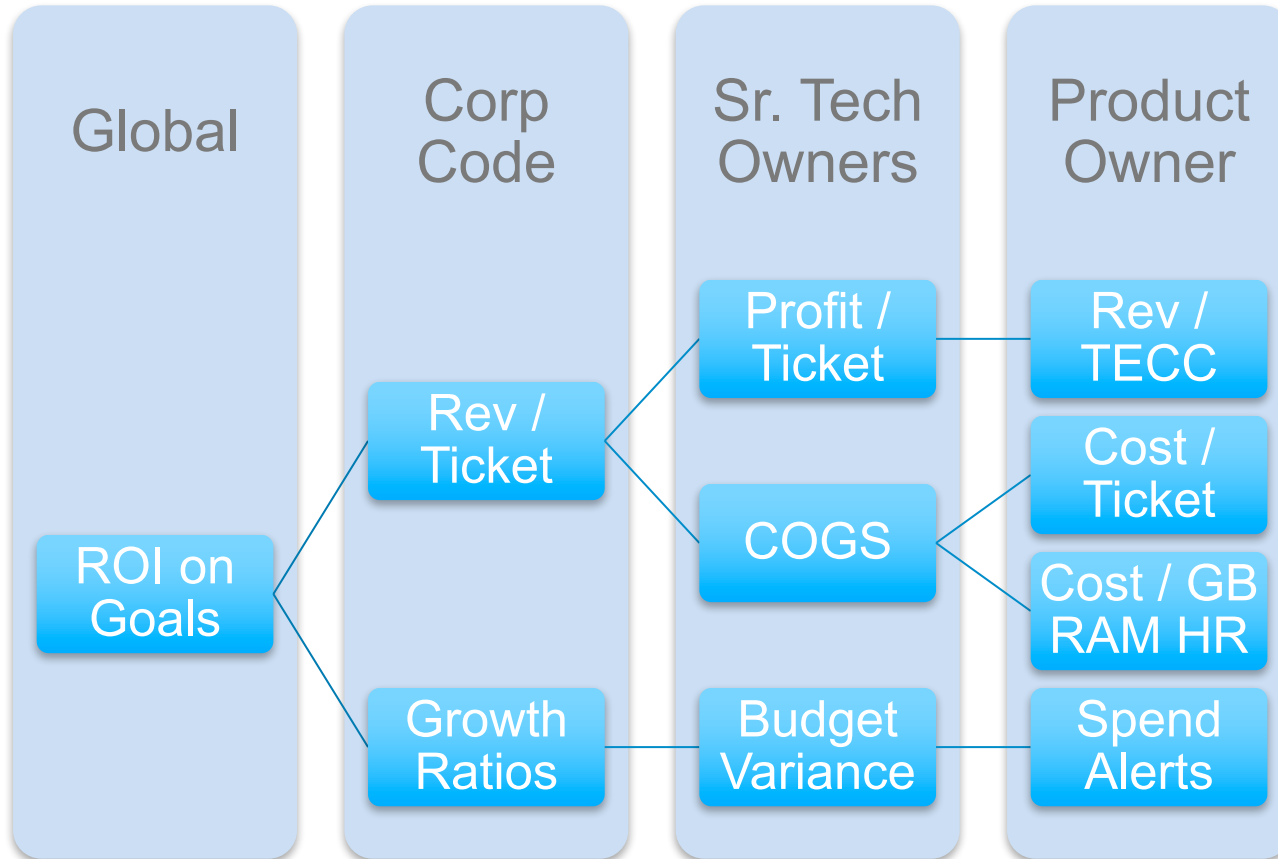 Global
Corp
Code
Sr. Tech
Owners
Product
Owner
ROI on
Goals
Rev /
Ticket
Growth
Ratios
Profit /
Ticket
COGS
Budget
Variance
Rev /
TECC
Cost /
Ticket
Cost / GB
RAM HR
Spend
Alerts